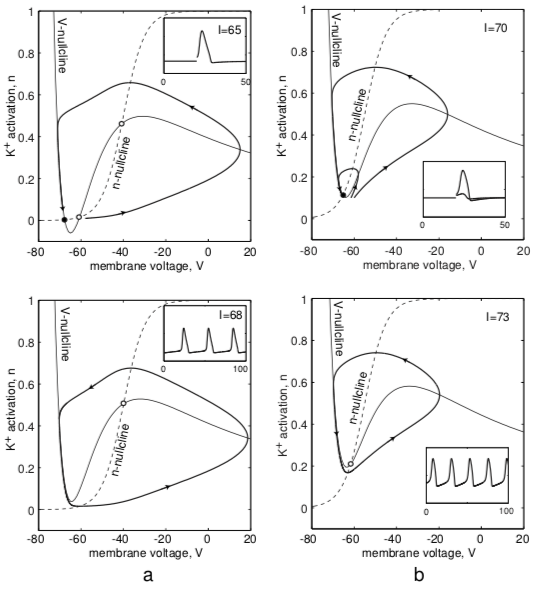 I=65
V-nullcline
n-nullcline
K+ activation, n
1
0.8
0.6
0.4
0.2
0
-80 -60 -40 -20 0 20
membrane voltage, V
0 50
I=70
V-nullcline
n-nullcline
K+ activation, n
1
0.8
0.6
0.4
0.2
0
-80 -60 -40 -20 0 20
membrane voltage, V
0 50
I=68
V-nullcline
n-nullcline
K+ activation, n
1
0.8
0.6
0.4
0.2
0
-80 -60 -40 -20 0 20
membrane voltage, V
0 100
I=73
V-nullcline
n-nullcline
K+ activation, n
1
0.8
0.6
0.4
0.2
0
-80 -60 -40 -20 0 20
membrane voltage, V
0 100
a
b